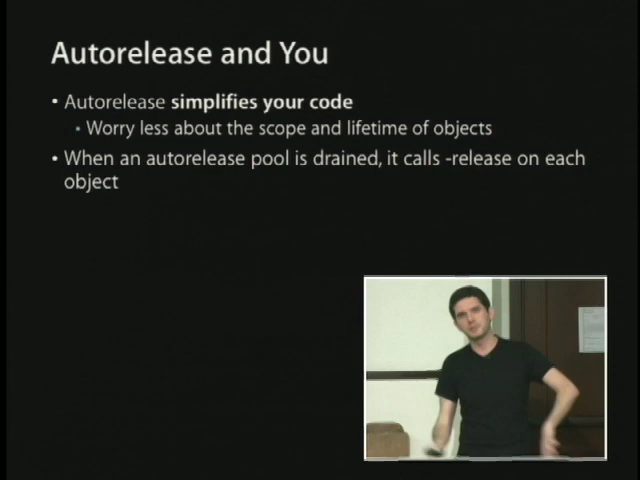 Autorelease and You
• Autorelease simplifies your code
• Worry less about the scope and lifetime of objects
• When an autorelease pool is drained, it calls -release on each
object